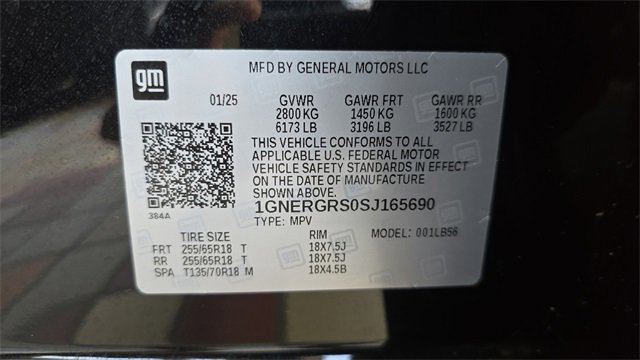 gm
MFD BY GENERAL MOTORS LLC
01/25 GVWR GAWR FRT GAWR RR
2800 KG 1450 KG 1600 KG
6173 LB 3196 LB 3527 LB
THIS VEHICLE CONFORMS TO ALL
APPLICABLE U.S. FEDERAL MOTOR
VEHICLE SAFETY STANDARDS IN EFFECT
ON THE DATE OF MANUFACTURE
SHOWN ABOVE.
384A
1GNERGRS0SJ165690
TYPE: MPV
TIRE SIZE RIM MODEL: 001LB56
FRT 255/65R18 T 18X7.5J
RR 255/65R18 T 18X7.5J
SPA T135/70R18 M 18X4.5B